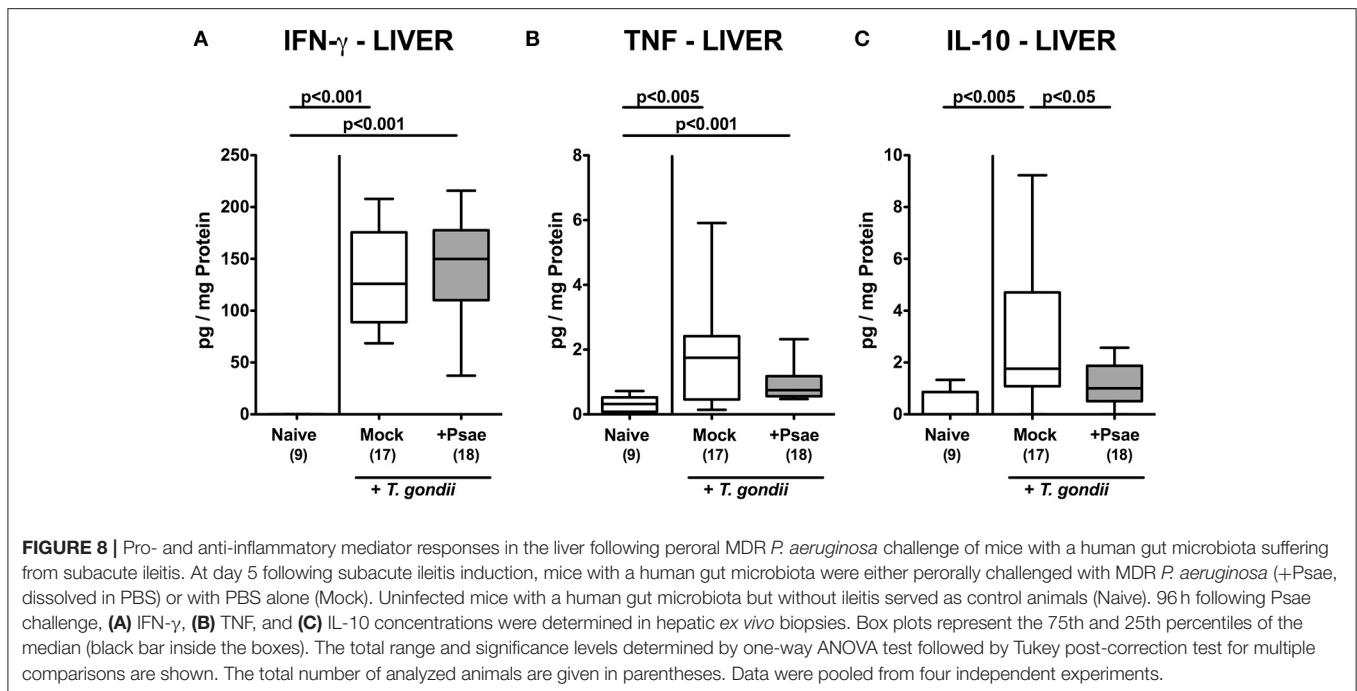 A IFN-γ - LIVER
p<0.001
p<0.001
pg / mg Protein
250
200
150
100
50
0
Naive Mock +Psae
(9) (17) (18)
+ T. gondii
B TNF - LIVER
p<0.005
p<0.001
pg / mg Protein
8
6
4
2
0
Naive Mock +Psae
(9) (17) (18)
+ T. gondii
C IL-10 - LIVER
p<0.005 p<0.05
pg / mg Protein
10
8
6
4
2
0
Naive Mock +Psae
(9) (17) (18)
+ T. gondii
FIGURE 8 | Pro- and anti-inflammatory mediator responses in the liver following peroral MDR P. aeruginosa challenge of mice with a human gut microbiota suffering
from subacute ileitis. At day 5 following subacute ileitis induction, mice with a human gut microbiota were either perorally challenged with MDR P. aeruginosa (+Psae,
dissolved in PBS) or with PBS alone (Mock). Uninfected mice with a human gut microbiota but without ileitis served as control animals (Naive). 96 h following Psae
challenge, (A) IFN-γ, (B) TNF, and (C) IL-10 concentrations were determined in hepatic ex vivo biopsies. Box plots represent the 75th and 25th percentiles of the
median (black bar inside the boxes). The total range and significance levels determined by one-way ANOVA test followed by Tukey post-correction test for multiple
comparisons are shown. The total number of analyzed animals are given in parentheses. Data were pooled from four independent experiments.